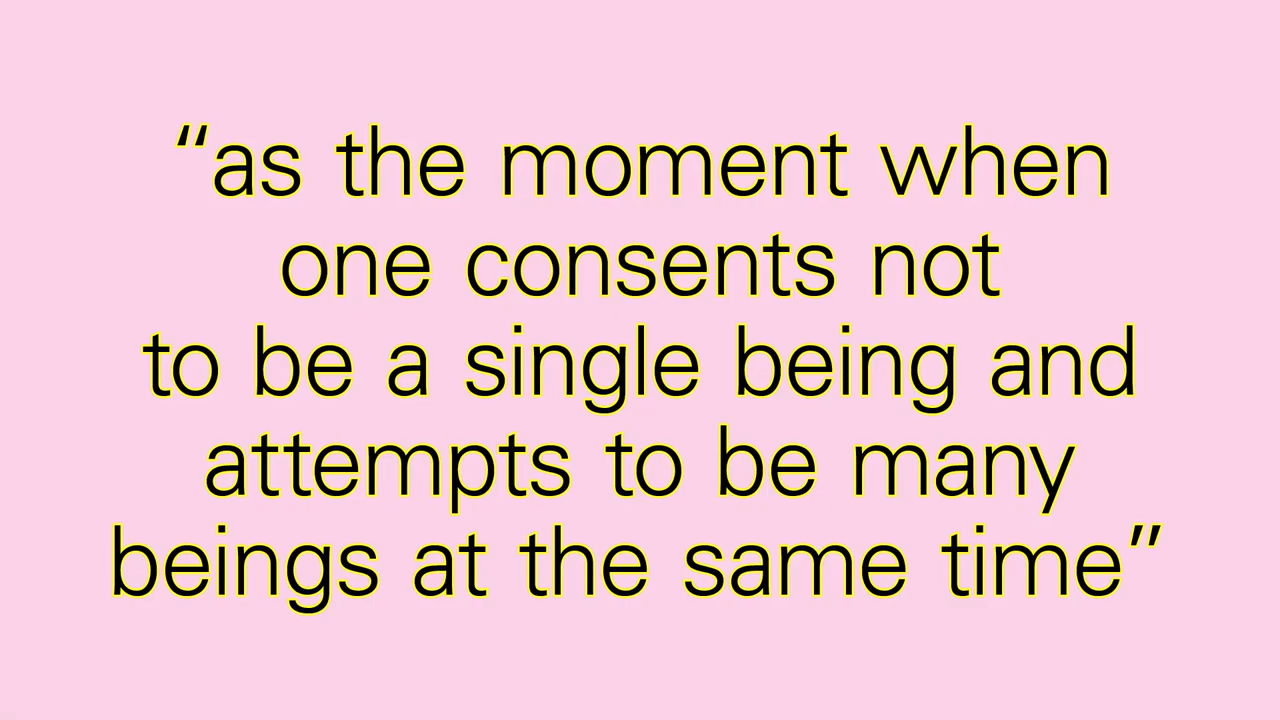 “as the moment when
one consents not
to be a single being and
attempts to be many
beings at the same time”